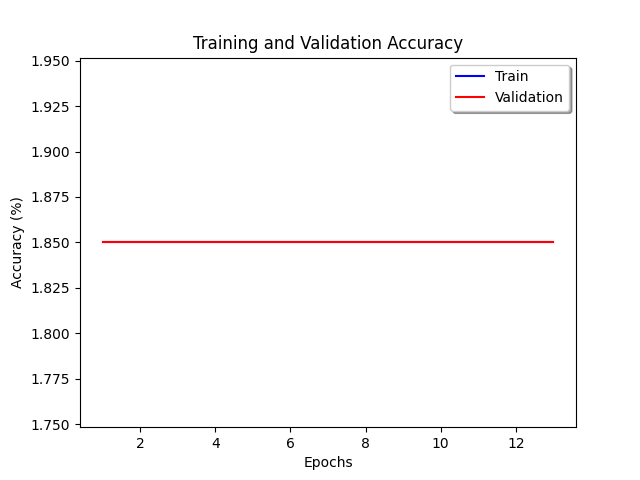 Training and Validation Accuracy
Train
Validation
1.950
1.925
1.900
1.875
1.850
1.825
1.800
1.775
1.750
Accuracy (%)
2 4 6 8 10 12
Epochs